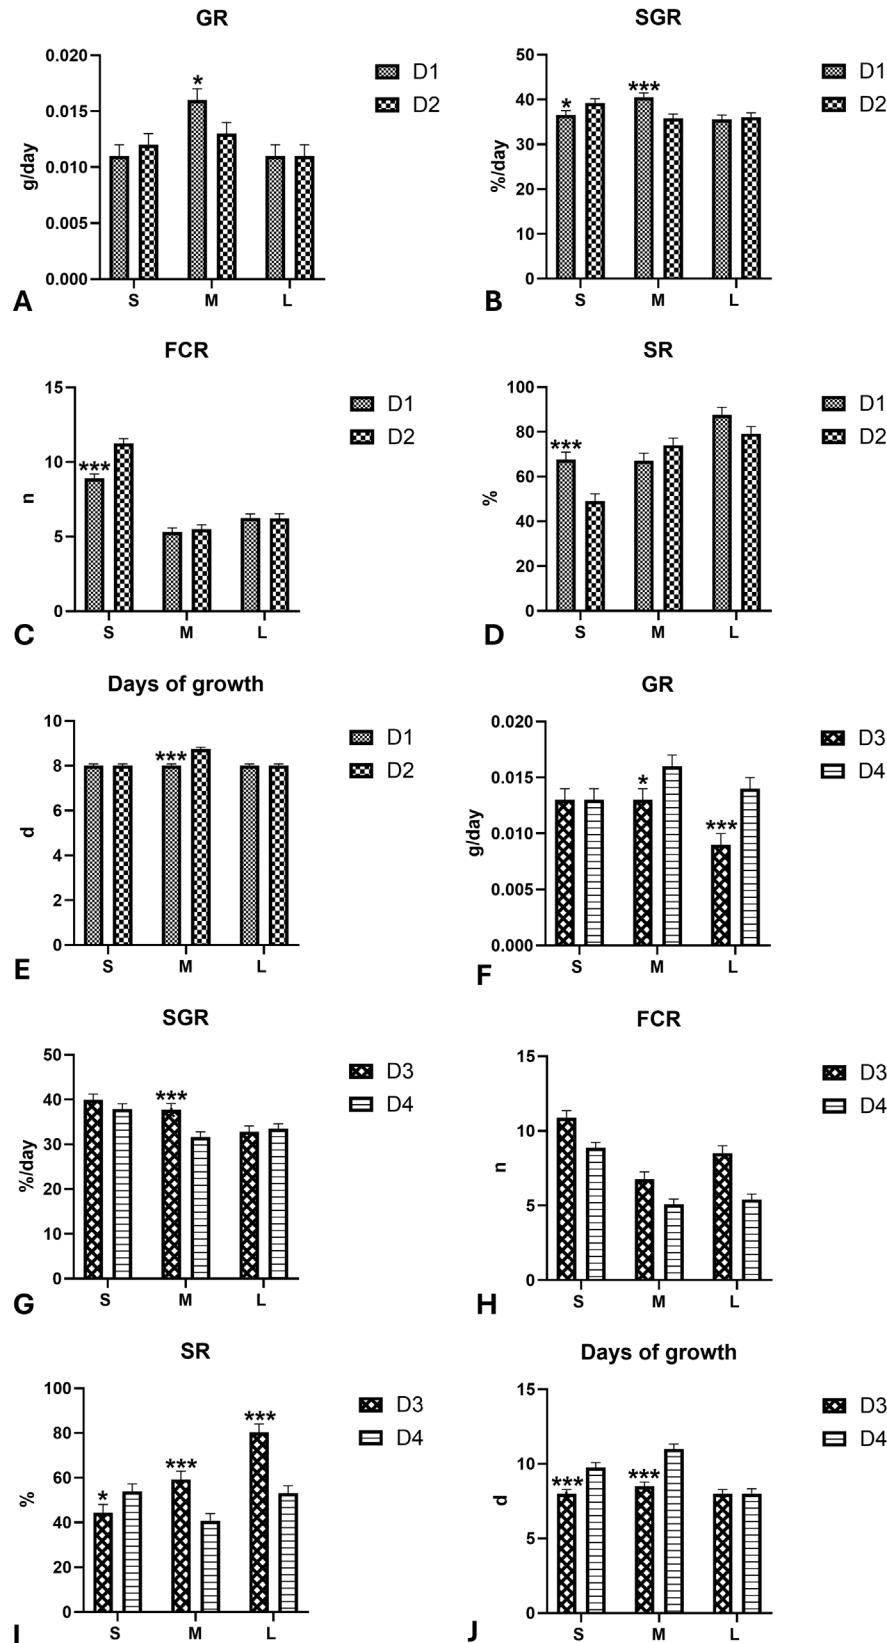 GR
0.020
0.015
0.010
0.005
0.000
g/day
*
S M L
D1
D2
A
SGR
50
40
30
20
10
0
%/day
* ***
S M L
D1
D2
B
FCR
15
10
5
0
n
***
S M L
D1
D2
C
SR
100
80
60
40
20
0
%
***
S M L
D1
D2
D
Days of growth
10
8
6
4
2
0
d
***
S M L
D1
D2
E
GR
0.020
0.015
0.010
0.005
0.000
g/day
* ***
S M L
D3
D4
F
SGR
50
40
30
20
10
0
%/day
***
S M L
D3
D4
G
FCR
15
10
5
0
n
S M L
D3
D4
H
SR
100
80
60
40
20
0
%
* *** ***
S M L
D3
D4
I
Days of growth
15
10
5
0
d
*** ***
S M L
D3
D4
J